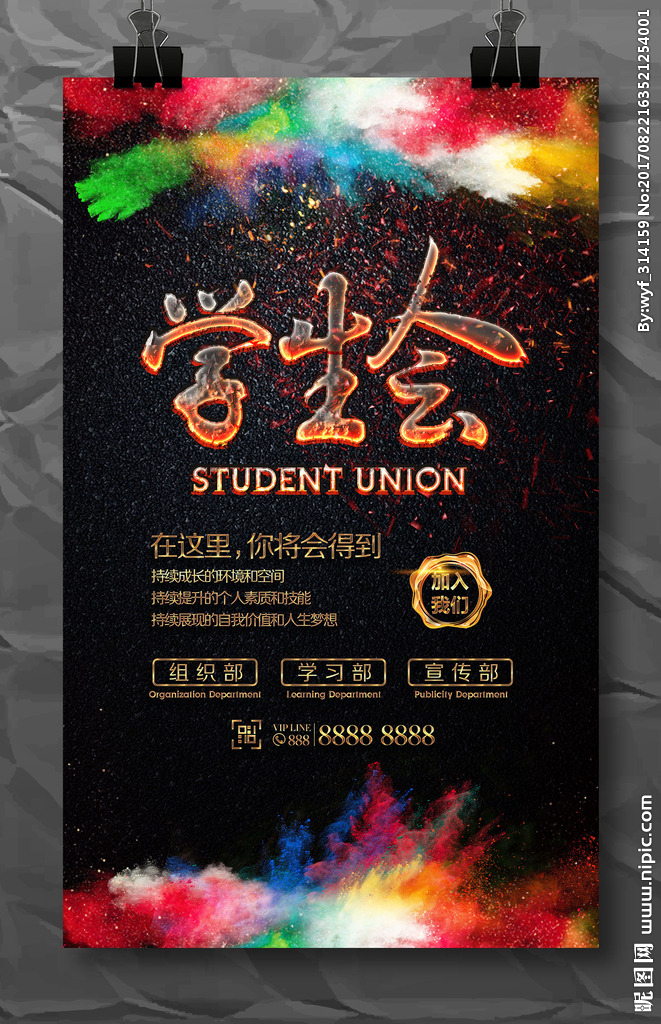 学生会
STUDENT UNION
在这里，你将会得到
持续成长的环境和空间
持续提升的个人素质和技能
持续展现的自我价值和人生梦想
加入
我们
组织部 学习部 宣传部
Organization Department Learning Department Publicity Department
VIP LINE
888 8888 8888
By:wyf_314159 No:20170822163521254001
昵图网 www.nipic.com